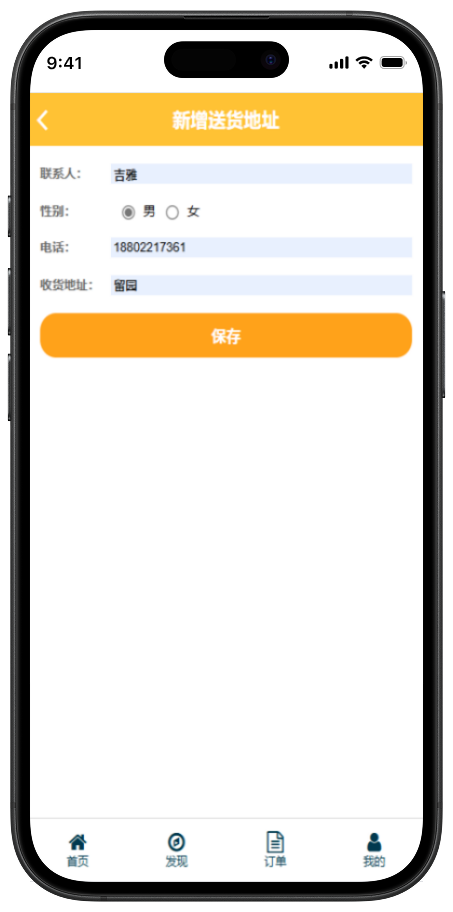 9:41
新增送货地址
联系人： 吉雅
性别： 男 女
电话： 18802217361
收货地址： 留园
保存
首页 发现 订单 我的